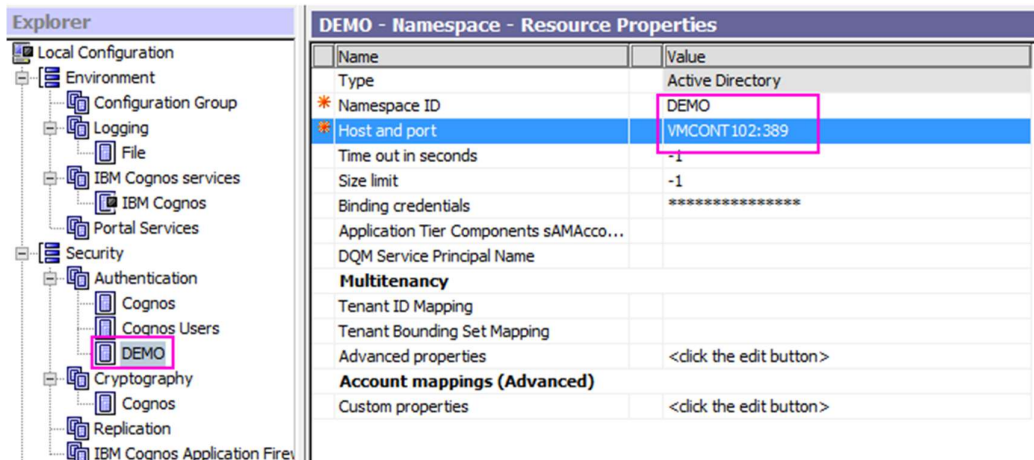 Explorer
Local Configuration
Environment
Configuration Group
Logging
File
IBM Cognos services
IBM Cognos
Portal Services
Security
Authentication
Cognos
Cognos Users
DEMO
Cryptography
Cognos
Replication
IBM Cognos Application Firew
DEMO - Namespace - Resource Properties
Name Value
Type Active Directory
* Namespace ID DEMO
* Host and port VMCONT102:389
Time out in seconds -1
Size limit -1
Binding credentials ***************
Application Tier Components sAMAcco...
DQM Service Principal Name
Multitenancy
Tenant ID Mapping
Tenant Bounding Set Mapping
Advanced properties <click the edit button>
Account mappings (Advanced)
Custom properties <click the edit button>